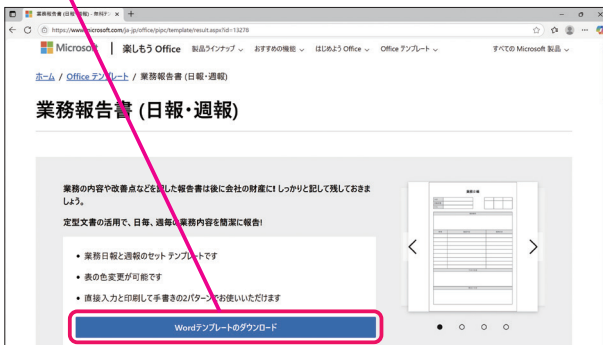 業務報告書 (日報・週報) - 無料テン
https://www.microsoft.com/ja-jp/office/pipc/template/result.aspx?id=13278
Microsoft 楽しもう Office 製品ラインナップ おすすめの機能 はじめよう Office Office テンプレート すべての Microsoft 製品
ホーム / Office テンプレート / 業務報告書 (日報・週報)
業務報告書 (日報・週報)
業務の内容や改善点などを記した報告書は後に会社の財産に! しっかりと記して残しておきま
しょう。
定型文書の活用で、日毎、週毎の業務内容を簡潔に報告!
• 業務日報と週報のセット テンプレートです
• 表の色変更が可能です
• 直接入力と印刷して手書きの2パターンでお使いいただけます
Wordテンプレートのダウンロード
業務日報